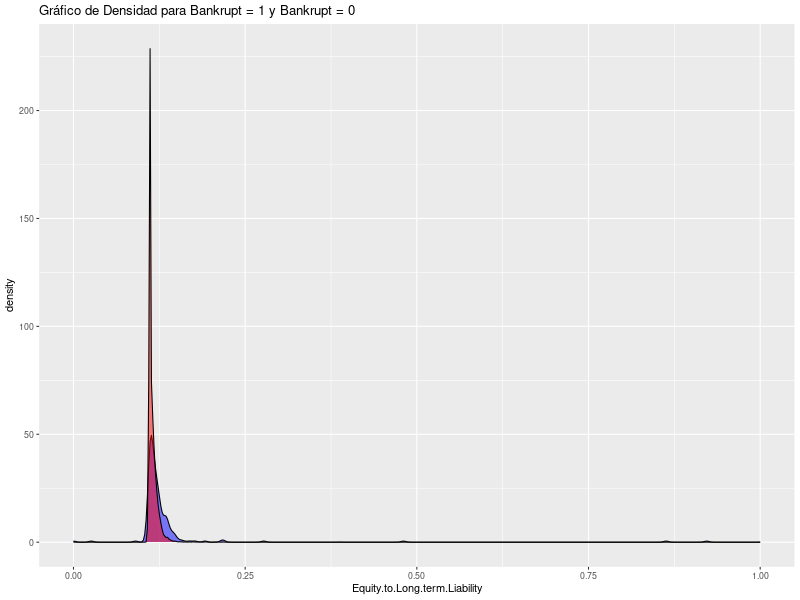 Gráfico de Densidad para Bankrupt = 1 y Bankrupt = 0
200
150
100
50
0
density
0.00 0.25 0.50 0.75 1.00
Equity.to.Long.term.Liability